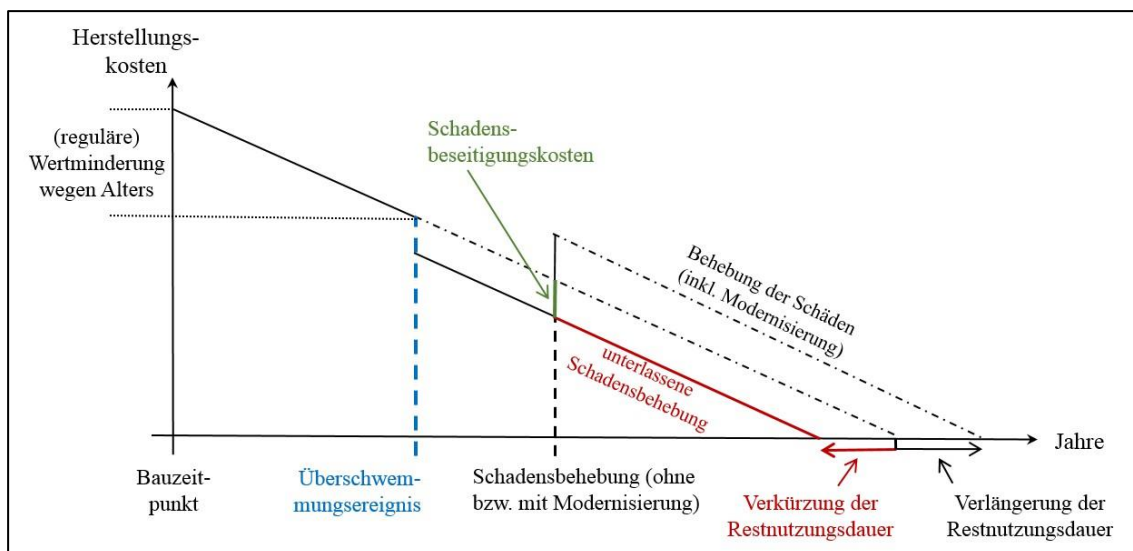 Herstellungs-
kosten
(reguläre)
Wertminderung
wegen Alters
Schadens-
beseitigungskosten
Behebung der Schäden
(inkl. Modernisierung)
unterlassene
Schadensbehebung
Jahre
Bauzeit-
punkt
Überschwem-
mungsereignis
Schadensbehebung (ohne
bzw. mit Modernisierung)
Verkürzung der
Restnutzungsdauer
Verlängerung der
Restnutzungsdauer